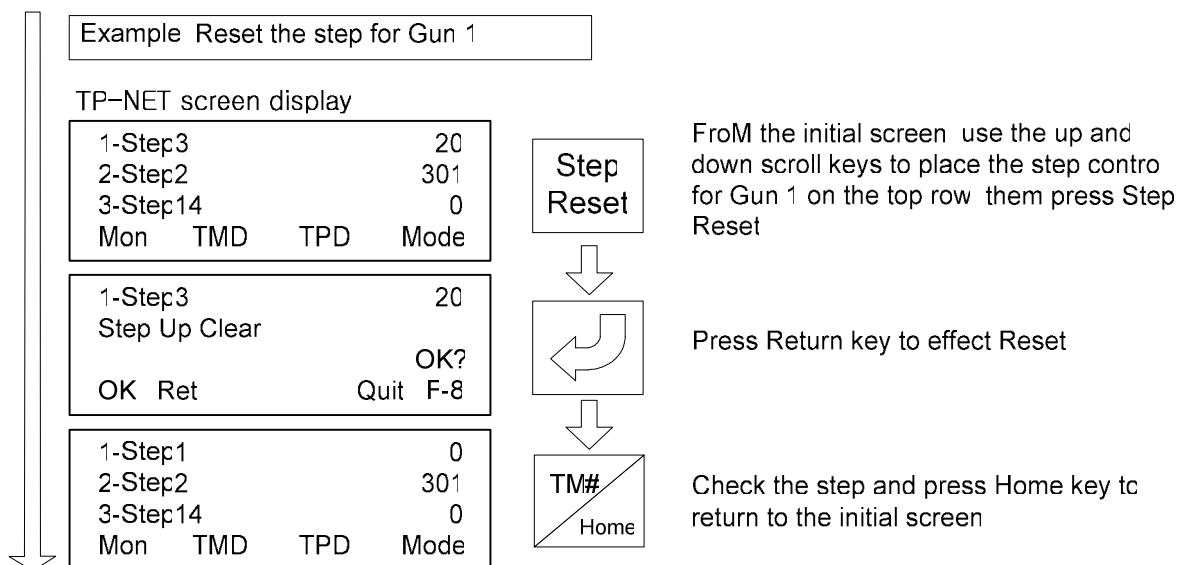 Example Reset the step for Gun 1
TP-NET screen display
1-Step3 20
2-Step2 301
3-Step14 0
Mon TMD TPD Mode
Step
Reset
FroM the initial screen use the up and
down scroll keys to place the step contro
for Gun 1 on the top row them press Step
Reset
1-Step3 20
Step Up Clear
OK?
OK Ret Quit F-8
Press Return key to effect Reset
1-Step1 0
2-Step2 301
3-Step14 0
Mon TMD TPD Mode
TM#
Home
Check the step and press Home key to
return to the initial screen